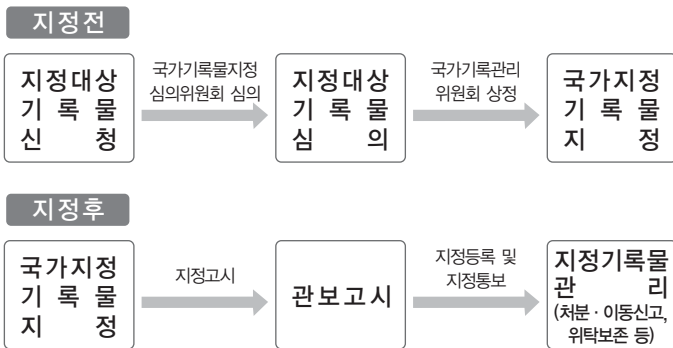 지정전
지정대상
기 록 물
신 청
국가기록물지정
심의위원회 심의
지정대상
기 록 물
심 의
국가기록관리
위원회 상정
국가지정
기 록 물
지 정
지정후
국가지정
기 록 물
지 정
지정고시
관보고시
지정등록 및
지정통보
지정기록물
관 리
(처분 · 이동신고,
위탁보존 등)